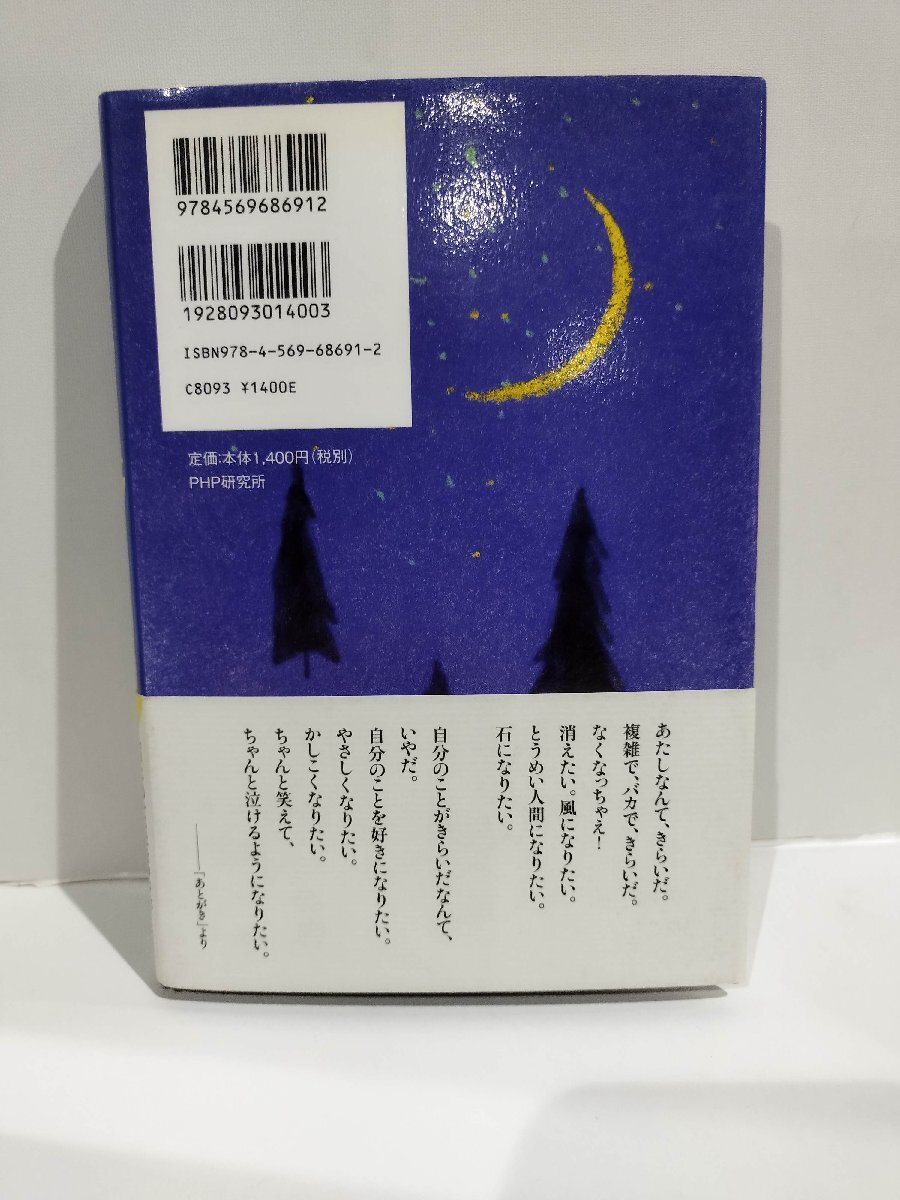 9784569686912
1928093014003
ISBN978-4-569-68691-2
C8093 ¥1400E
定価:本体1,400円(税別)
PHP研究所
あたしなんて、きらいだ。
複雑で、バカで、きらいだ。
なくなっちゃえ!
消えたい。風になりたい。
とうめい人間になりたい。
石になりたい。
自分のことがきらいだなんて、
いやだ。
自分のことを好きになりたい。
やさしくなりたい。
かしこくなりたい。
ちゃんと笑えて、
ちゃんと泣けるようになりたい。
――「あとがき」より